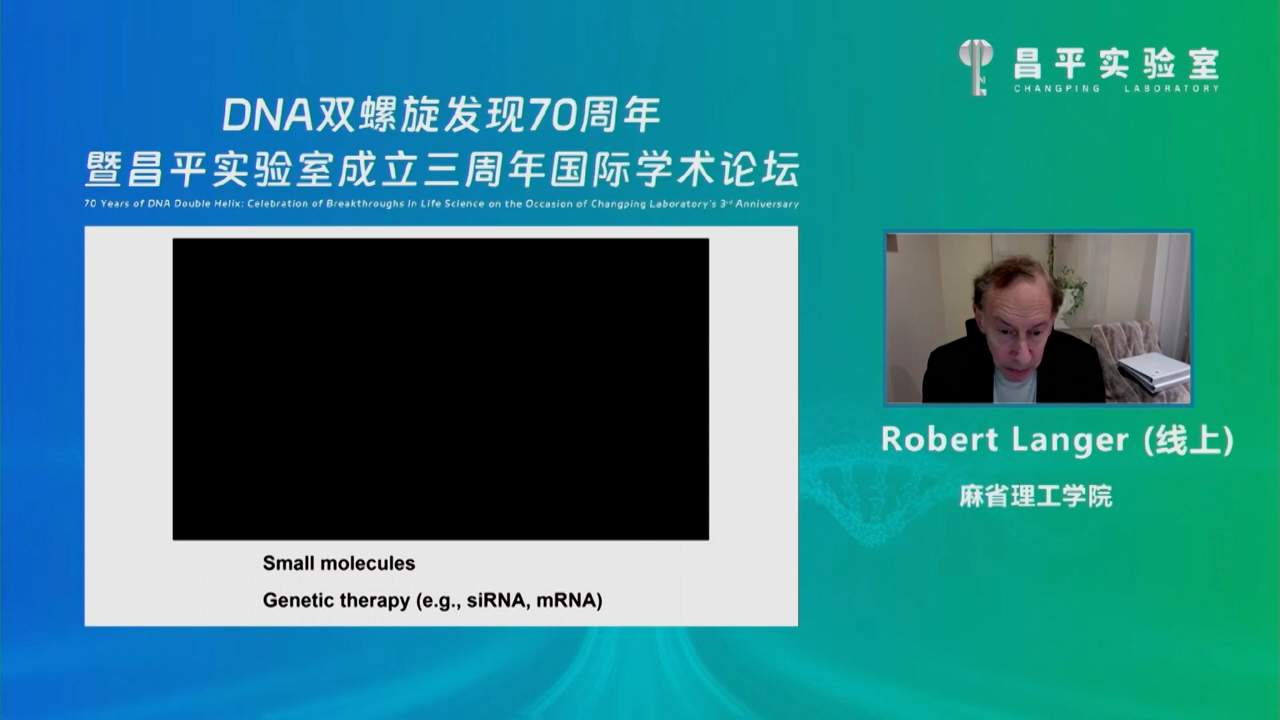 昌平实验室
CHANGPING LABORATORY
DNA双螺旋发现70周年
暨昌平实验室成立三周年国际学术论坛
70 Years of DNA Double Helix: Celebration of Breakthroughs in Life Science on the Occasion of Changping Laboratory's 3rd Anniversary
Small molecules
Genetic therapy (e.g., siRNA, mRNA)
Robert Langer (线上)
麻省理工学院